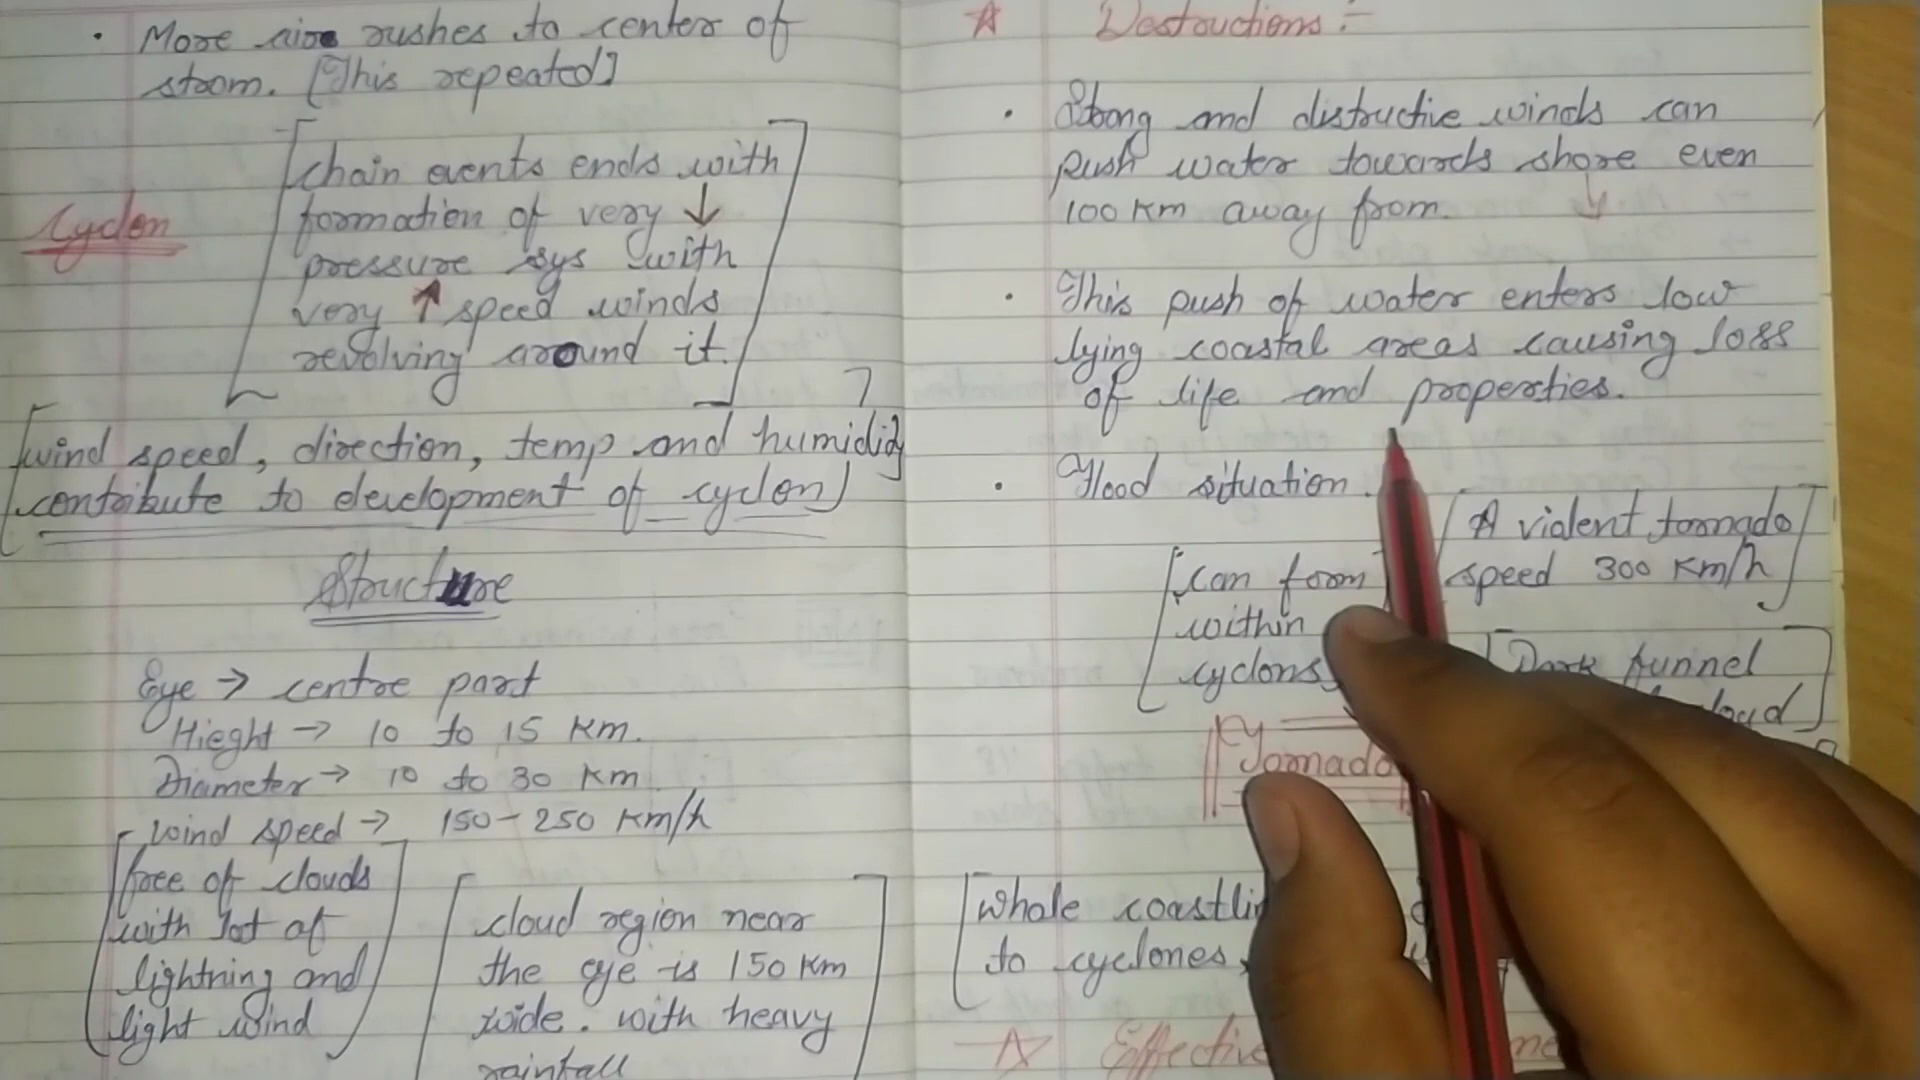 • More air rushes to center of
storm. [This repeated]
Cyclon
[chain events ends with
formation of very ↓
pressure sys with
very ↑ speed winds
revolving around it.]
[wind speed, direction, temp and humidity
contribute to development of cyclon]
Structure
Eye → centre part
Hieght → 10 to 15 Km.
Diameter → 10 to 30 Km.
wind speed → 150-250 Km/h
[free of clouds
with lot of
lightning and
light wind]
[cloud region near
the eye is 150 Km
wide. with heavy
rainfall
☆ Destructions :-
• Strong and distructive winds can
push water towards shore even
100 Km away from.
• This push of water enters low
lying coastal areas causing loss
of life and properties.
• Flood situation.
[A violent tornado
speed 300 Km/h]
[can form
within
cyclons]
[Dark funnel
cloud]
Tornado
[Whole
to cyclones,
☆ Effective